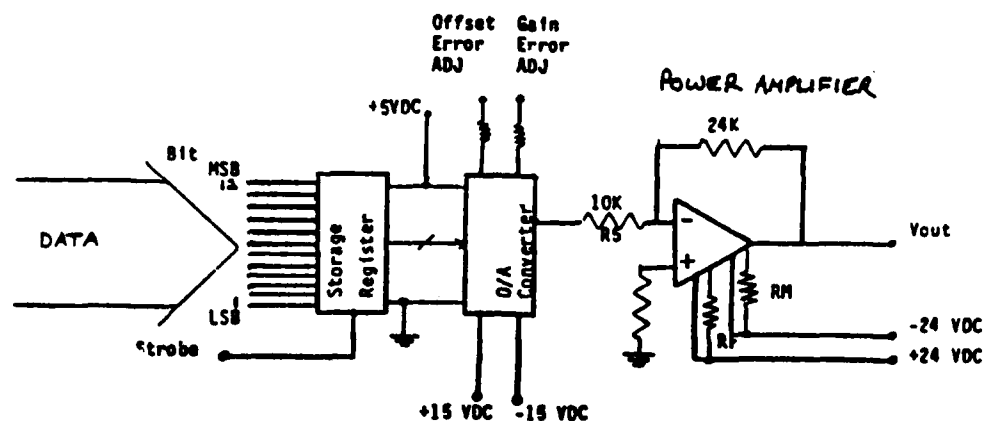 Offset
Error
ADJ
Gain
Error
ADJ
POWER AMPLIFIER
+5VDC
24K
Bit
MSB
12
10K
R5
-
+
Vout
DATA
Storage
Register
D/A
Converter
RM
1
LSB
-24 VDC
RP
+24 VDC
Strobe
+15 VDC
-15 VDC